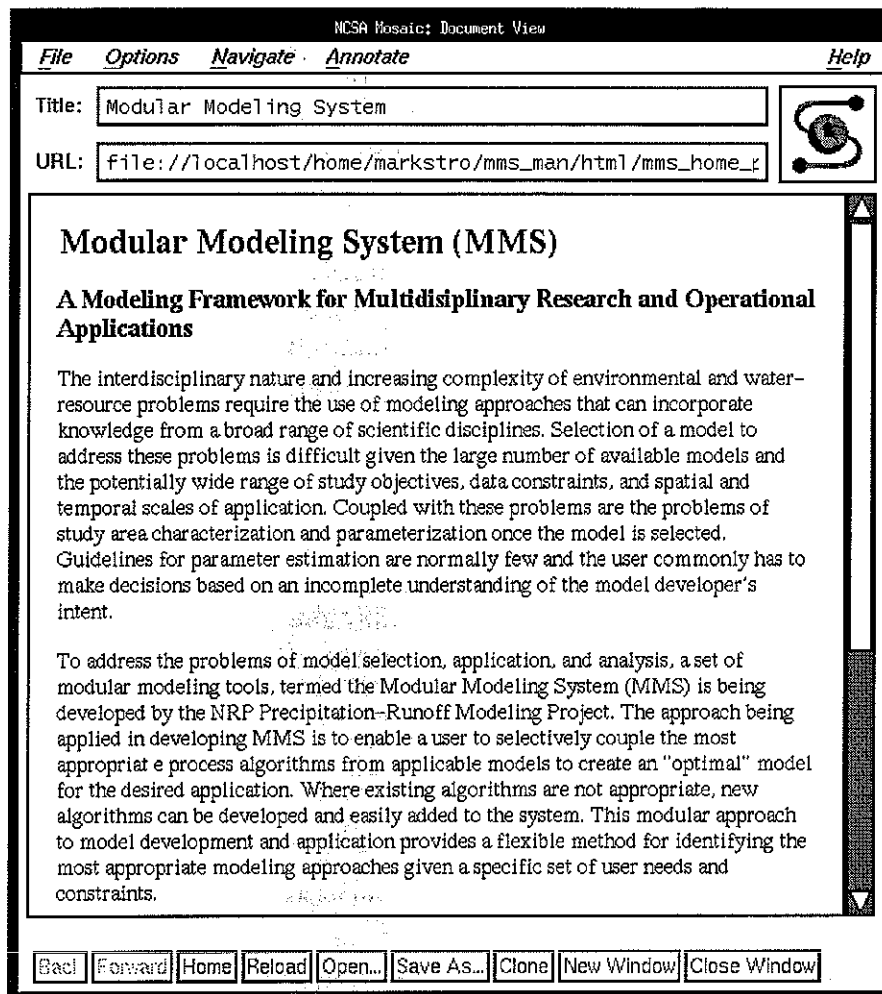 NCSA Mosaic: Document View
File Options Navigate Annotate Help
Title: Modular Modeling System
URL: file://localhost/home/markstro/mms_man/html/mms_home_p
Modular Modeling System (MMS)
A Modeling Framework for Multidisiplinary Research and Operational
Applications
The interdisciplinary nature and increasing complexity of environmental and water-
resource problems require the use of modeling approaches that can incorporate
knowledge from a broad range of scientific disciplines. Selection of a model to
address these problems is difficult given the large number of available models and
the potentially wide range of study objectives, data constraints, and spatial and
temporal scales of application. Coupled with these problems are the problems of
study area characterization and parameterization once the model is selected.
Guidelines for parameter estimation are normally few and the user commonly has to
make decisions based on an incomplete understanding of the model developer's
intent.
To address the problems of model selection, application, and analysis, a set of
modular modeling tools, termed the Modular Modeling System (MMS) is being
developed by the NRP Precipitation-Runoff Modeling Project. The approach being
applied in developing MMS is to enable a user to selectively couple the most
appropriat e process algorithms from applicable models to create an "optimal" model
for the desired application. Where existing algorithms are not appropriate, new
algorithms can be developed and easily added to the system. This modular approach
to model development and application provides a flexible method for identifying the
most appropriate modeling approaches given a specific set of user needs and
constraints.
Bacl Forward Home Reload Open... Save As... Clone New Window Close Window